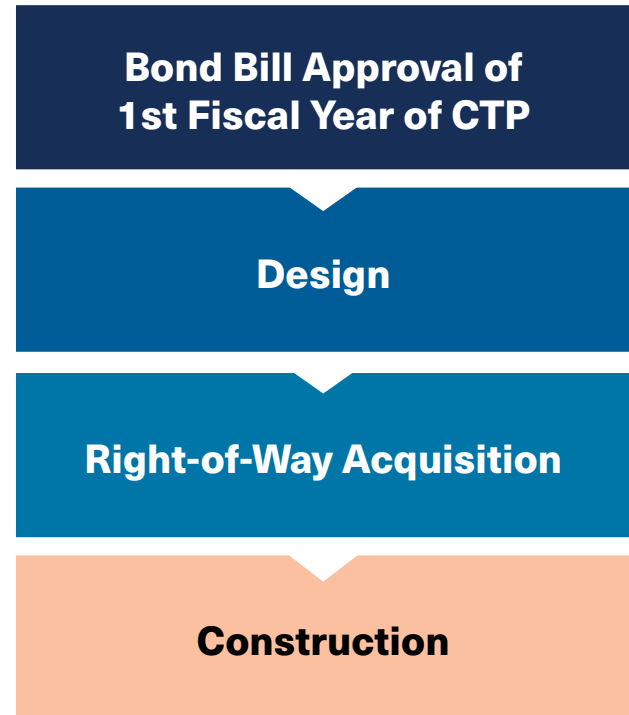 Bond Bill Approval of
1st Fiscal Year of CTP
Design
Right-of-Way Acquisition
Construction